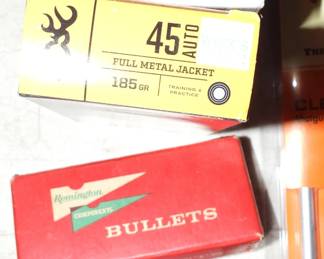 45 AUTO
FULL METAL JACKET
185 GR
TRAINING &
PRACTICE
Remington
COMPONENTS
BULLETS